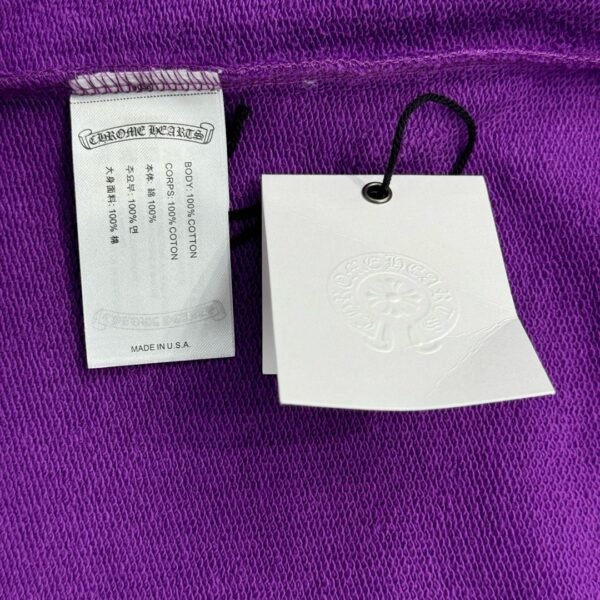 CHROME HEARTS
BODY: 100% COTTON
CORPS: 100% COTON
本体: 綿 100%
주요부: 100% 면
大身面料: 100% 棉
MADE IN U.S.A.
CHROME HEARTS